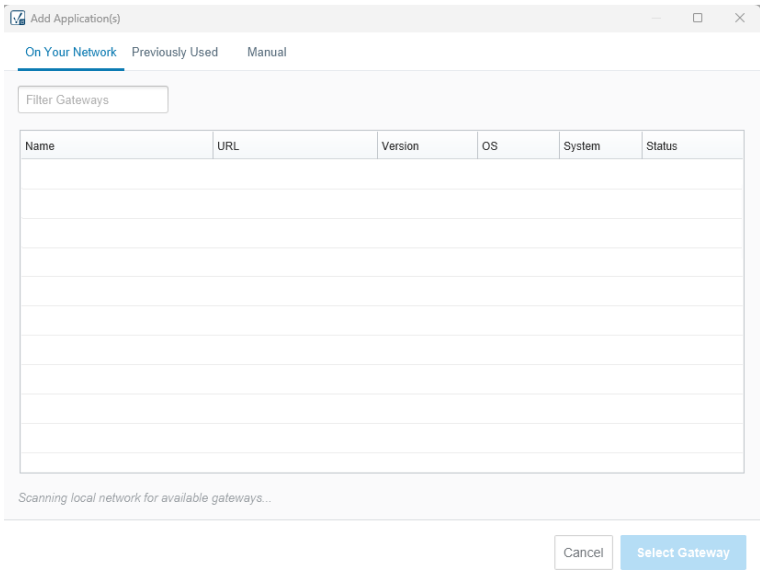 Add Application(s)
On Your Network Previously Used Manual
Filter Gateways
Name URL Version OS System Status
Scanning local network for available gateways...
Cancel Select Gateway